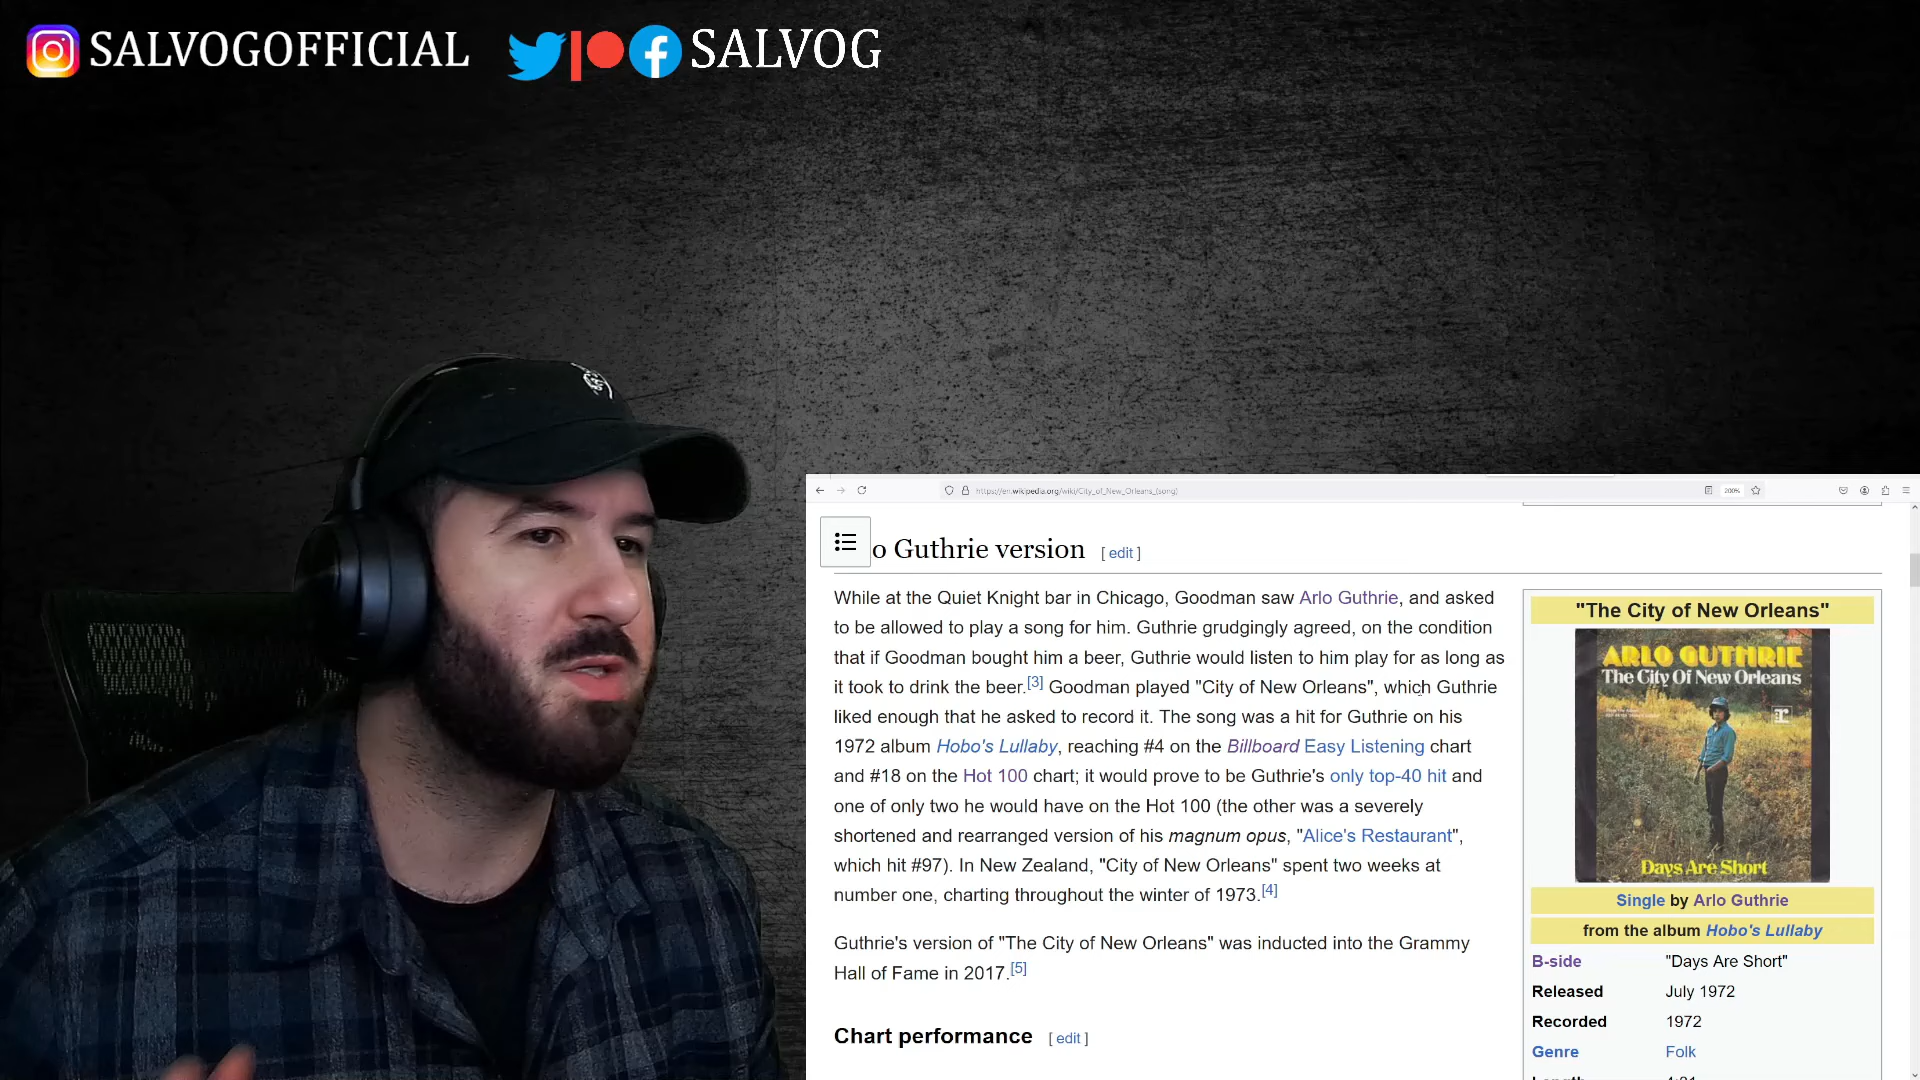 SALVOGOFFICIAL SALVOG
https://en.wikipedia.org/wiki/City_of_New_Orleans_(song) 200%
o Guthrie version [ edit ]
While at the Quiet Knight bar in Chicago, Goodman saw Arlo Guthrie, and asked
to be allowed to play a song for him. Guthrie grudgingly agreed, on the condition
that if Goodman bought him a beer, Guthrie would listen to him play for as long as
it took to drink the beer.[3] Goodman played "City of New Orleans", which Guthrie
liked enough that he asked to record it. The song was a hit for Guthrie on his
1972 album Hobo's Lullaby, reaching #4 on the Billboard Easy Listening chart
and #18 on the Hot 100 chart; it would prove to be Guthrie's only top-40 hit and
one of only two he would have on the Hot 100 (the other was a severely
shortened and rearranged version of his magnum opus, "Alice's Restaurant",
which hit #97). In New Zealand, "City of New Orleans" spent two weeks at
number one, charting throughout the winter of 1973.[4]
Guthrie's version of "The City of New Orleans" was inducted into the Grammy
Hall of Fame in 2017.[5]
Chart performance [ edit ]
"The City of New Orleans"
ARLO GUTHRIE
The City Of New Orleans
r
Days Are Short
Single by Arlo Guthrie
from the album Hobo's Lullaby
B-side "Days Are Short"
Released July 1972
Recorded 1972
Genre Folk